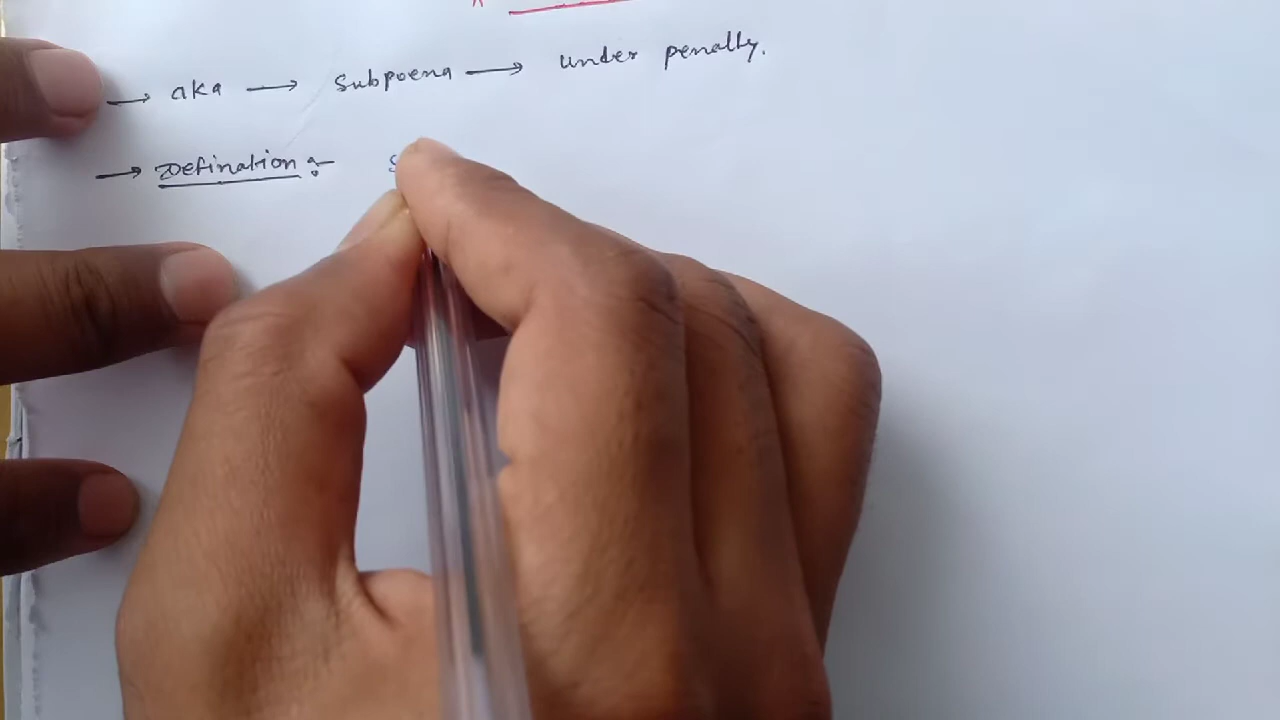 → aka → Subpoena → under penalty.
→ Defination :- S